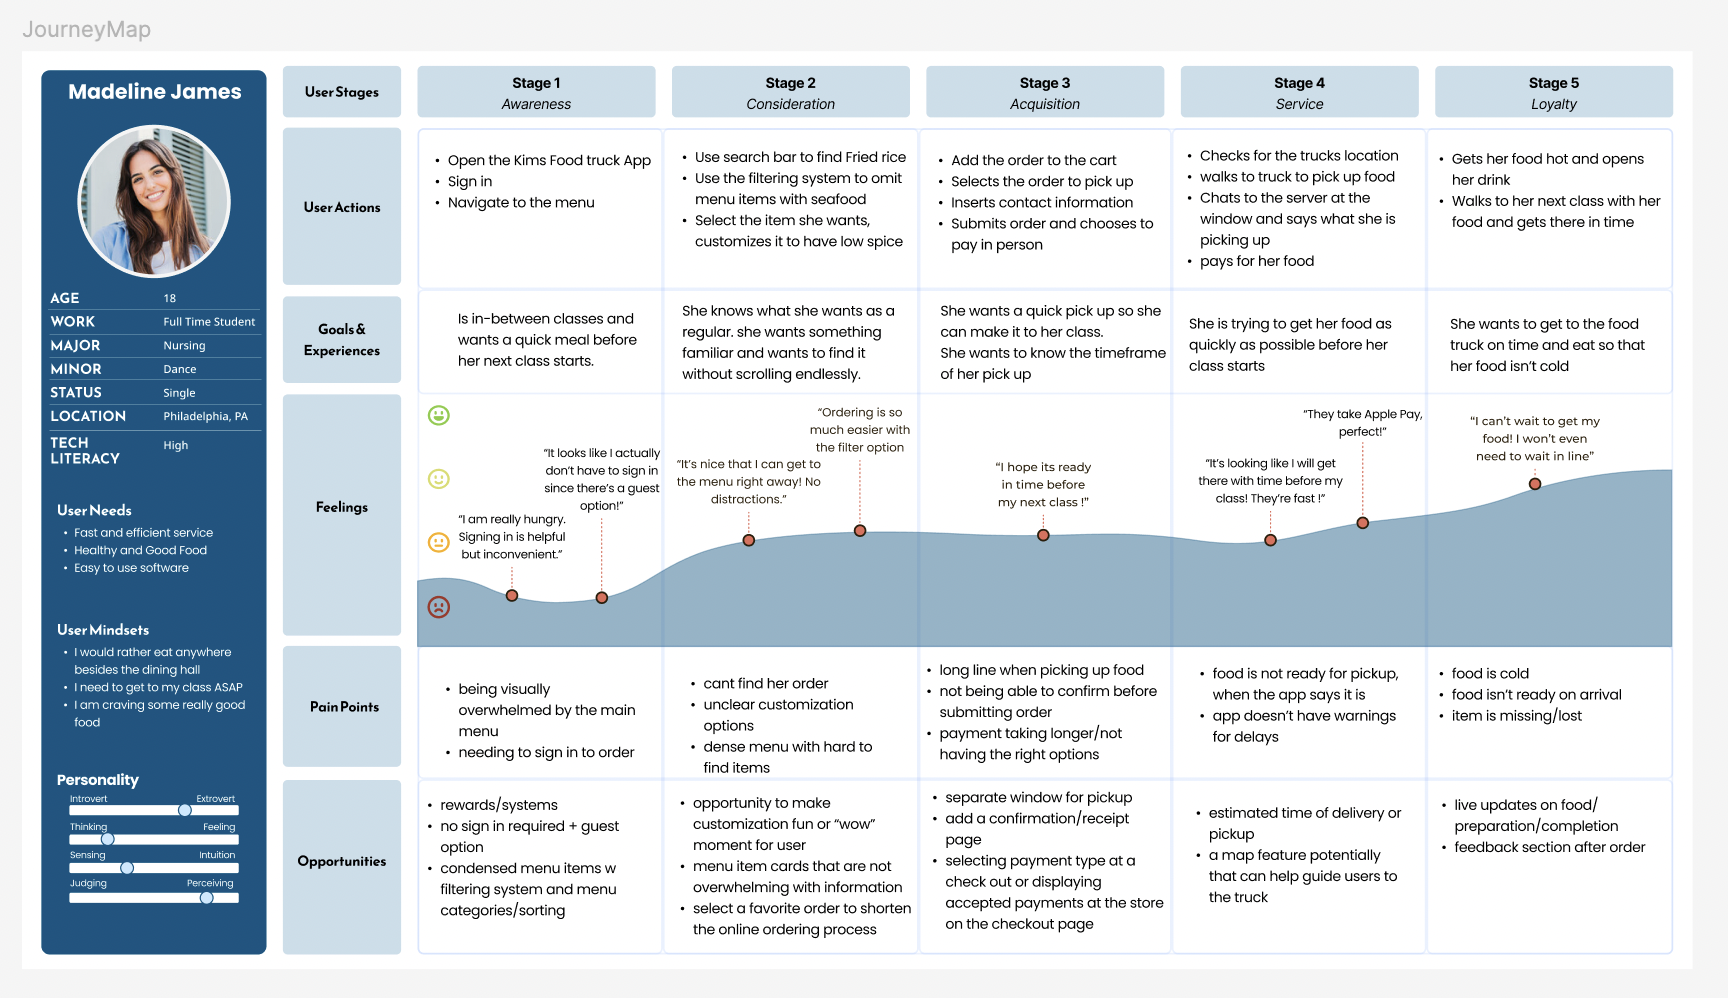 JourneyMap
Madeline James
AGE 18
WORK Full Time Student
MAJOR Nursing
MINOR Dance
STATUS Single
LOCATION Philadelphia, PA
TECH
LITERACY High
User Needs
• Fast and efficient service
• Healthy and Good Food
• Easy to use software
User Mindsets
• I would rather eat anywhere
besides the dining hall
• I need to get to my class ASAP
• I am craving some really good
food
Personality
Introvert Extrovert
Thinking Feeling
Sensing Intuition
Judging Perceiving
User Stages
Stage 1
Awareness
Stage 2
Consideration
Stage 3
Acquisition
Stage 4
Service
Stage 5
Loyalty
User Actions
• Open the Kims Food truck App
• Sign in
• Navigate to the menu
• Use search bar to find Fried rice
• Use the filtering system to omit
menu items with seafood
• Select the item she wants,
customizes it to have low spice
• Add the order to the cart
• Selects the order to pick up
• Inserts contact information
• Submits order and chooses to
pay in person
• Checks for the trucks location
• walks to truck to pick up food
• Chats to the server at the
window and says what she is
picking up
• pays for her food
• Gets her food hot and opens
her drink
• Walks to her next class with her
food and gets there in time
Goals &
Experiences
Is in-between classes and
wants a quick meal before
her next class starts.
She knows what she wants as a
regular. she wants something
familiar and wants to find it
without scrolling endlessly.
She wants a quick pick up so she
can make it to her class.
She wants to know the timeframe
of her pick up
She is trying to get her food as
quickly as possible before her
class starts
She wants to get to the food
truck on time and eat so that
her food isn't cold
Feelings
"I am really hungry.
Signing in is helpful
but inconvenient."
"It looks like I actually
don't have to sign in
since there's a guest
option!"
"It's nice that I can get to
the menu right away! No
distractions."
"Ordering is so
much easier with
the filter option
"I hope its ready
in time before
my next class !"
"It's looking like I will get
there with time before my
class! They're fast !"
"They take Apple Pay,
perfect!"
"I can't wait to get my
food! I won't even
need to wait in line"
Pain Points
• being visually
overwhelmed by the main
menu
• needing to sign in to order
• cant find her order
• unclear customization
options
• dense menu with hard to
find items
• long line when picking up food
• not being able to confirm before
submitting order
• payment taking longer/not
having the right options
• food is not ready for pickup,
when the app says it is
• app doesn't have warnings
for delays
• food is cold
• food isn't ready on arrival
• item is missing/lost
Opportunities
• rewards/systems
• no sign in required + guest
option
• condensed menu items w
filtering system and menu
categories/sorting
• opportunity to make
customization fun or "wow"
moment for user
• menu item cards that are not
overwhelming with information
• select a favorite order to shorten
the online ordering process
• separate window for pickup
• add a confirmation/receipt
page
• selecting payment type at a
check out or displaying
accepted payments at the store
on the checkout page
• estimated time of delivery or
pickup
• a map feature potentially
that can help guide users to
the truck
• live updates on food/
preparation/completion
• feedback section after order